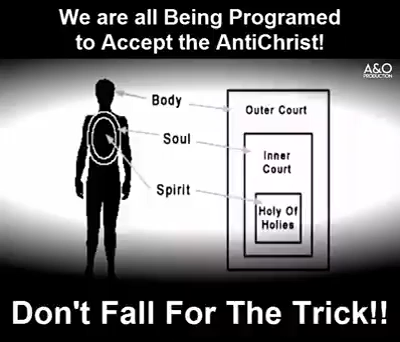 We are all Being Programed
to Accept the AntiChrist!
A&O
PRODUCTION
Body
Soul
Spirit
Outer Court
Inner
Court
Holy Of
Holies
Don't Fall For The Trick!!